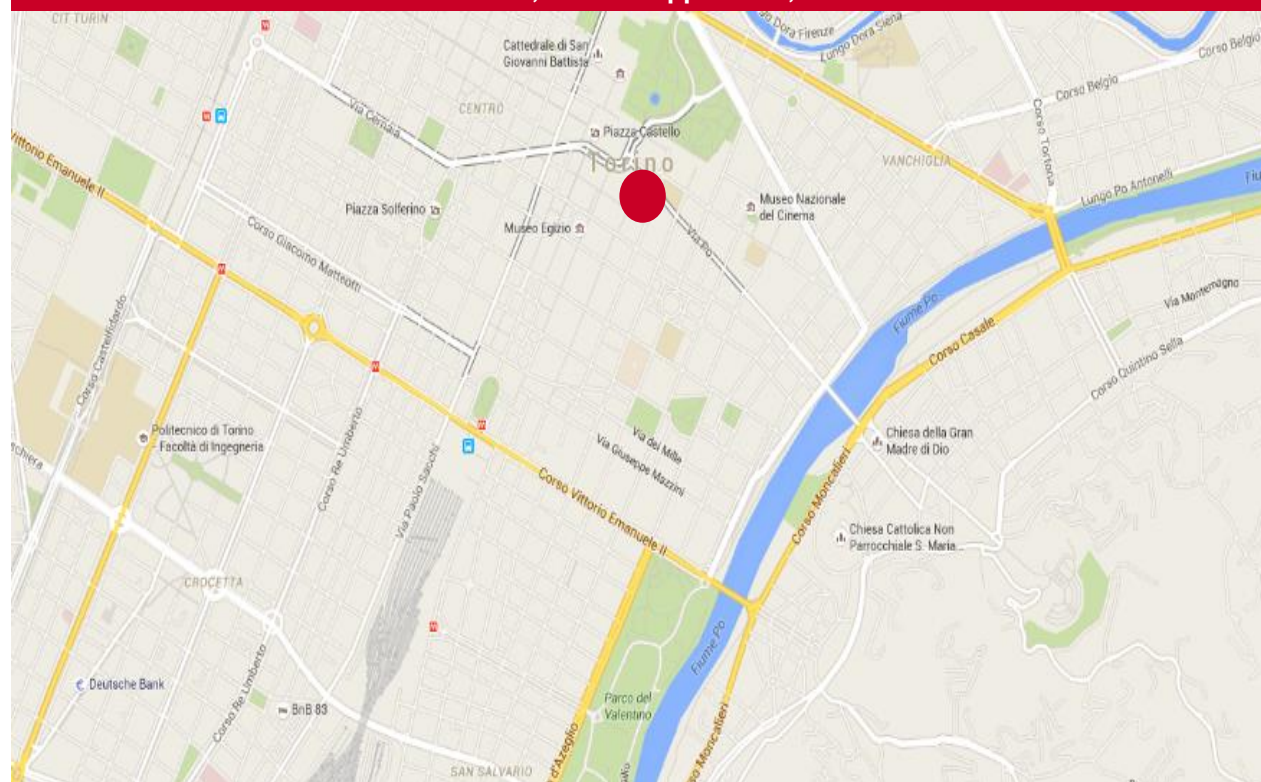 CIT TURIN
Cattedrale di San
Giovanni Battista
CENTRO
Via Cernaia
Piazza Castello
Torino
Piazza Solferino
Museo Egizio
Museo Nazionale
del Cinema
Via Po
VANCHIGLIA
Lungo Dora Siena
Dora Firenze
Corso Belgio
Corso Belgio
Corso Tortona
Lungo Po Antonelli
Vittorio Emanuele II
Corso Giacomo Matteotti
Corso Castelfidardo
Politecnico di Torino
- Facoltà di Ingegneria
Corso Re Umberto
Via Paolo Sacchi
Via dei Mille
Via Giuseppe Mazzini
Corso Vittorio Emanuele II
Fiume Po
Corso Casale
Via Montemagno
Corso Quintino Sella
Chiesa della Gran
Madre di Dio
Corso Moncalieri
Chiesa Cattolica Non
Parrocchiale S. Maria...
CROCETTA
Deutsche Bank
Corso Re Umberto
BnB 83
Fiume Po
Parco del
Valentino
SAN SALVARIO
d'Azeglio
so Moncalieri